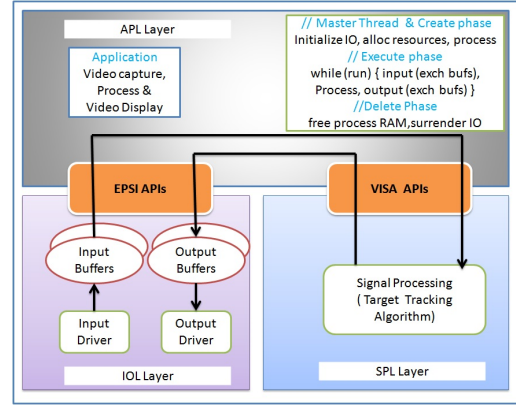 APL Layer
Application
Video capture,
Process &
Video Display
// Master Thread & Create phase
Initialize IO, alloc resources, process
// Execute phase
while (run) { input (exch bufs),
Process, output (exch bufs) }
//Delete Phase
free process RAM,surrender IO
EPSI APIs
VISA APIs
Input
Buffers
Output
Buffers
Input
Driver
Output
Driver
IOL Layer
Signal Processing
( Target Tracking
Algorithm)
SPL Layer